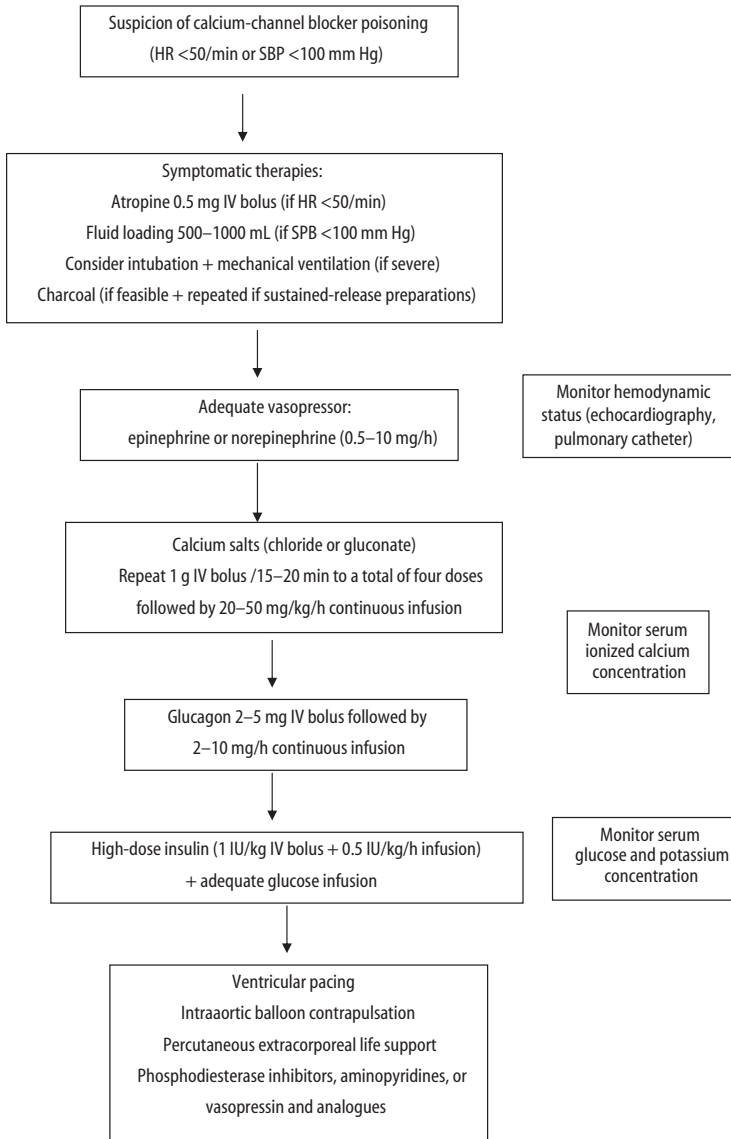 Suspicion of calcium-channel blocker poisoning
(HR <50/min or SBP <100 mm Hg)
Symptomatic therapies:
Atropine 0.5 mg IV bolus (if HR <50/min)
Fluid loading 500–1000 mL (if SPB <100 mm Hg)
Consider intubation + mechanical ventilation (if severe)
Charcoal (if feasible + repeated if sustained-release preparations)
Adequate vasopressor:
epinephrine or norepinephrine (0.5–10 mg/h)
Monitor hemodynamic
status (echocardiography,
pulmonary catheter)
Calcium salts (chloride or gluconate)
Repeat 1 g IV bolus /15–20 min to a total of four doses
followed by 20–50 mg/kg/h continuous infusion
Monitor serum
ionized calcium
concentration
Glucagon 2–5 mg IV bolus followed by
2–10 mg/h continuous infusion
High-dose insulin (1 IU/kg IV bolus + 0.5 IU/kg/h infusion)
+ adequate glucose infusion
Monitor serum
glucose and potassium
concentration
Ventricular pacing
Intraaortic balloon contrapulsation
Percutaneous extracorporeal life support
Phosphodiesterase inhibitors, aminopyridines, or
vasopressin and analogues